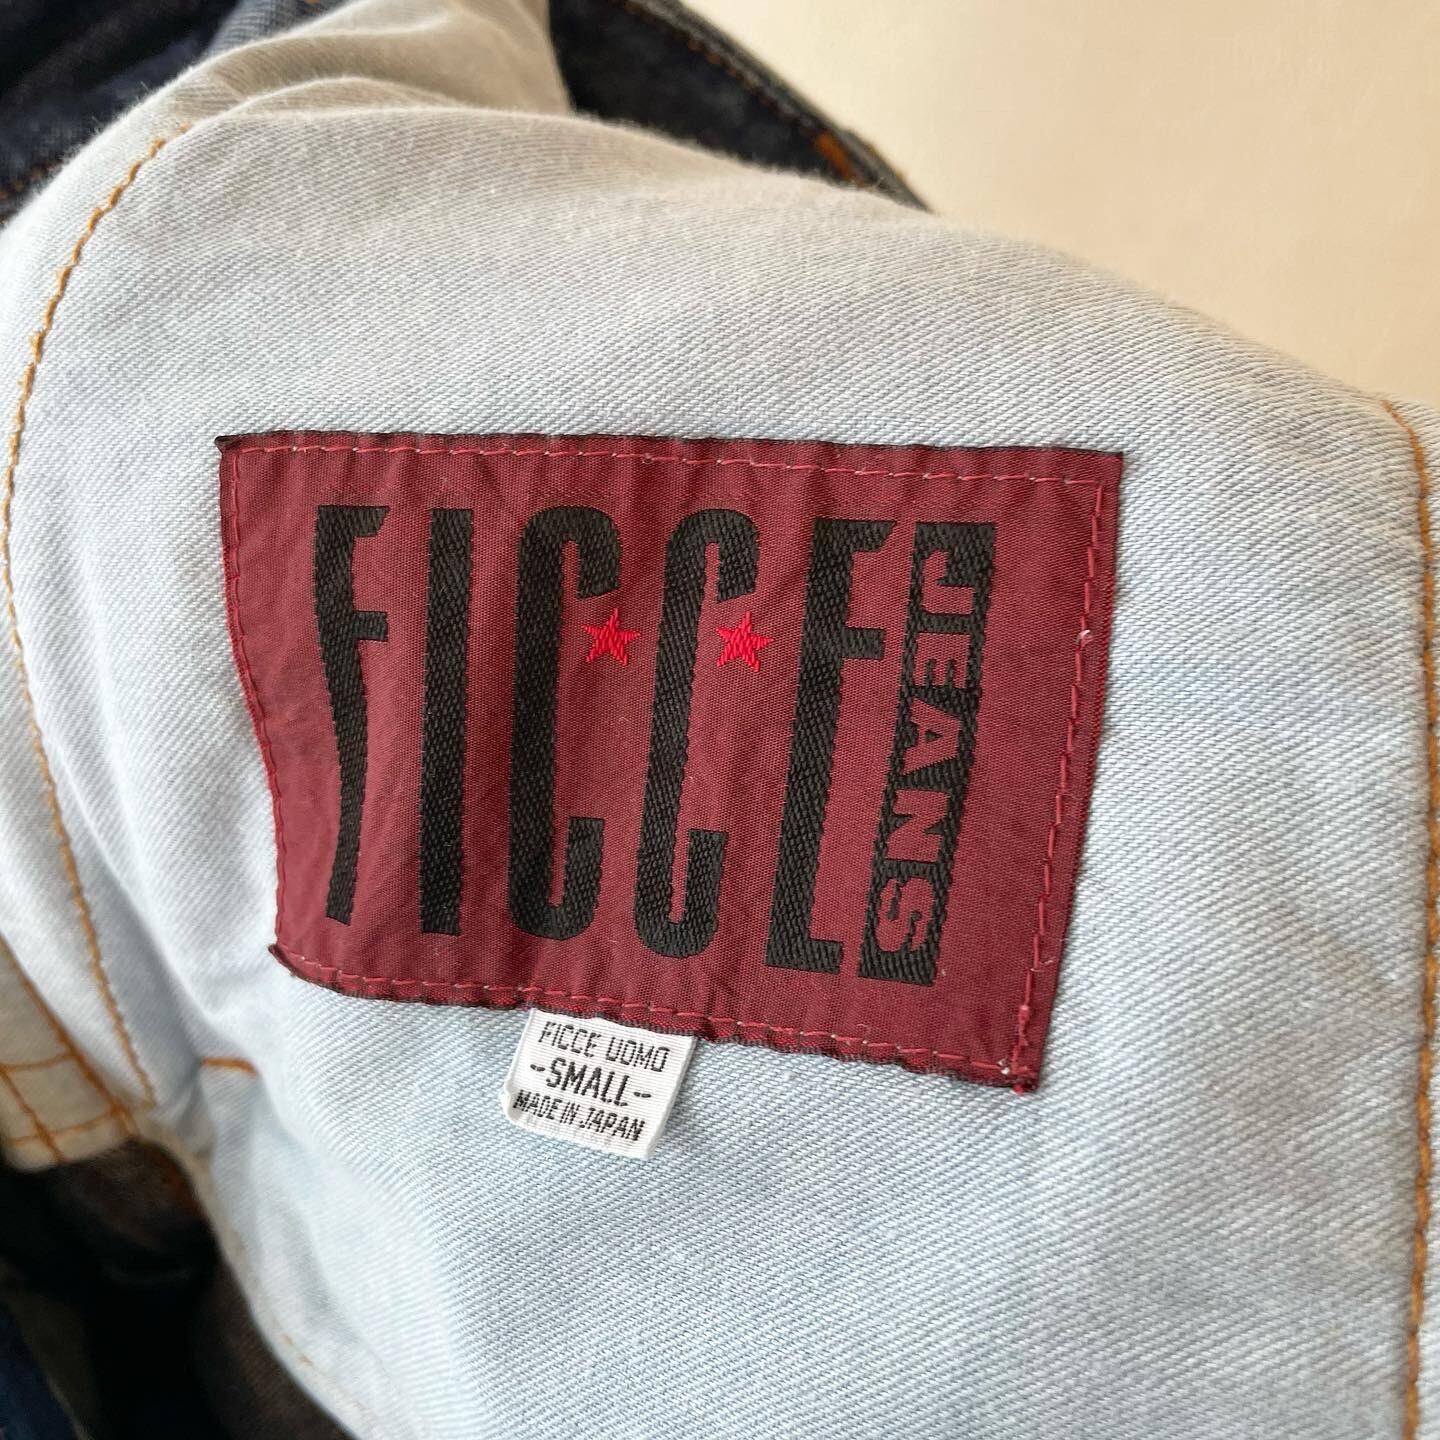 FICCE
JEANS
FICCE UOMO
-SMALL-
MADE IN JAPAN